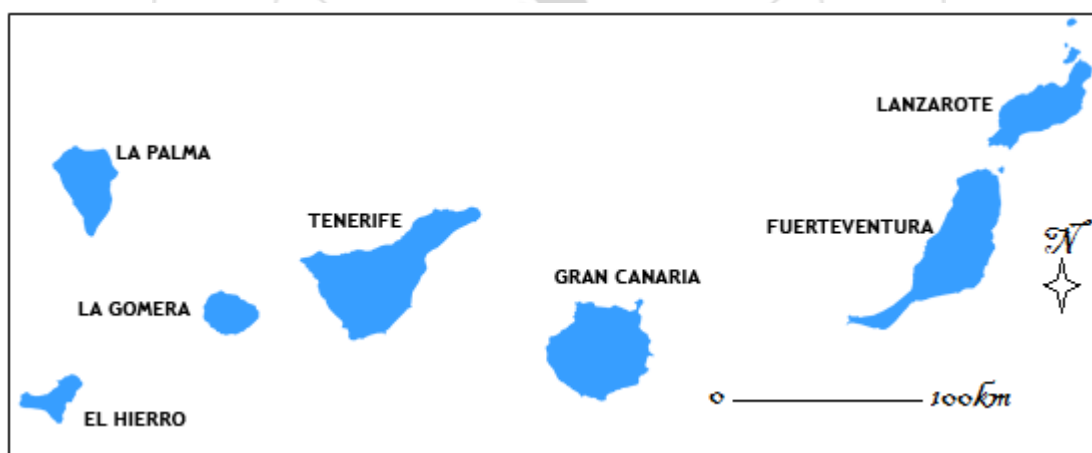 LANZAROTE
LA PALMA
TENERIFE
FUERTEVENTURA
N
GRAN CANARIA
LA GOMERA
0 100km
EL HIERRO